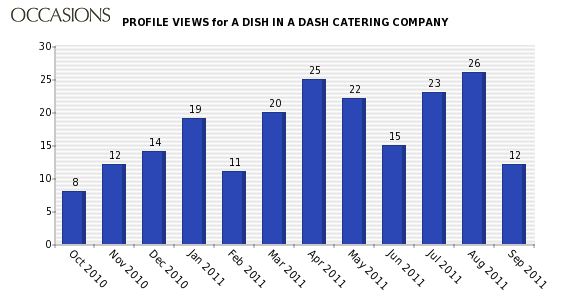 OCCASIONS
PROFILE VIEWS for A DISH IN A DASH CATERING COMPANY
30
25
20
15
10
5
0
8
12
14
19
11
20
25
22
15
23
26
12
Oct 2010
Nov 2010
Dec 2010
Jan 2011
Feb 2011
Mar 2011
Apr 2011
May 2011
Jun 2011
Jul 2011
Aug 2011
Sep 2011